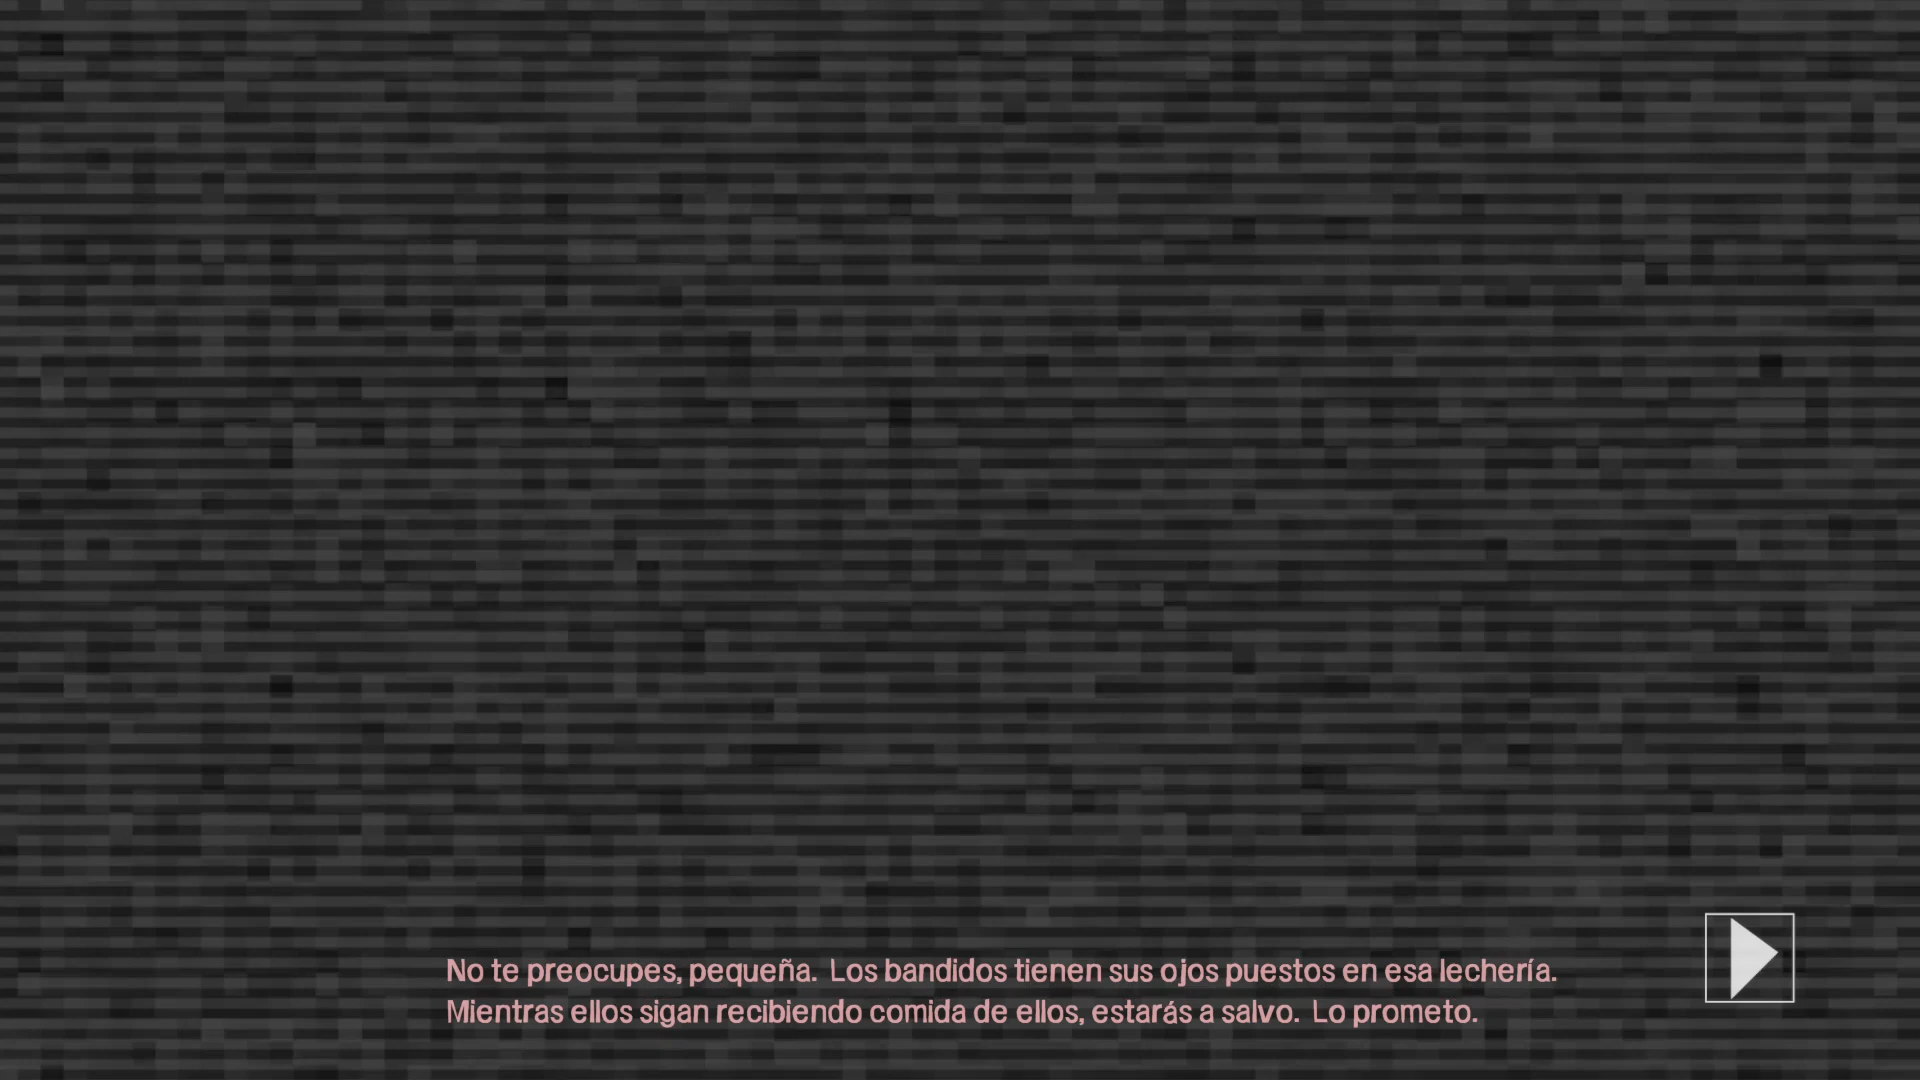 No te preocupes, pequeña. Los bandidos tienen sus ojos puestos en esa lechería.
Mientras ellos sigan recibiendo comida de ellos, estarás a salvo. Lo prometo.